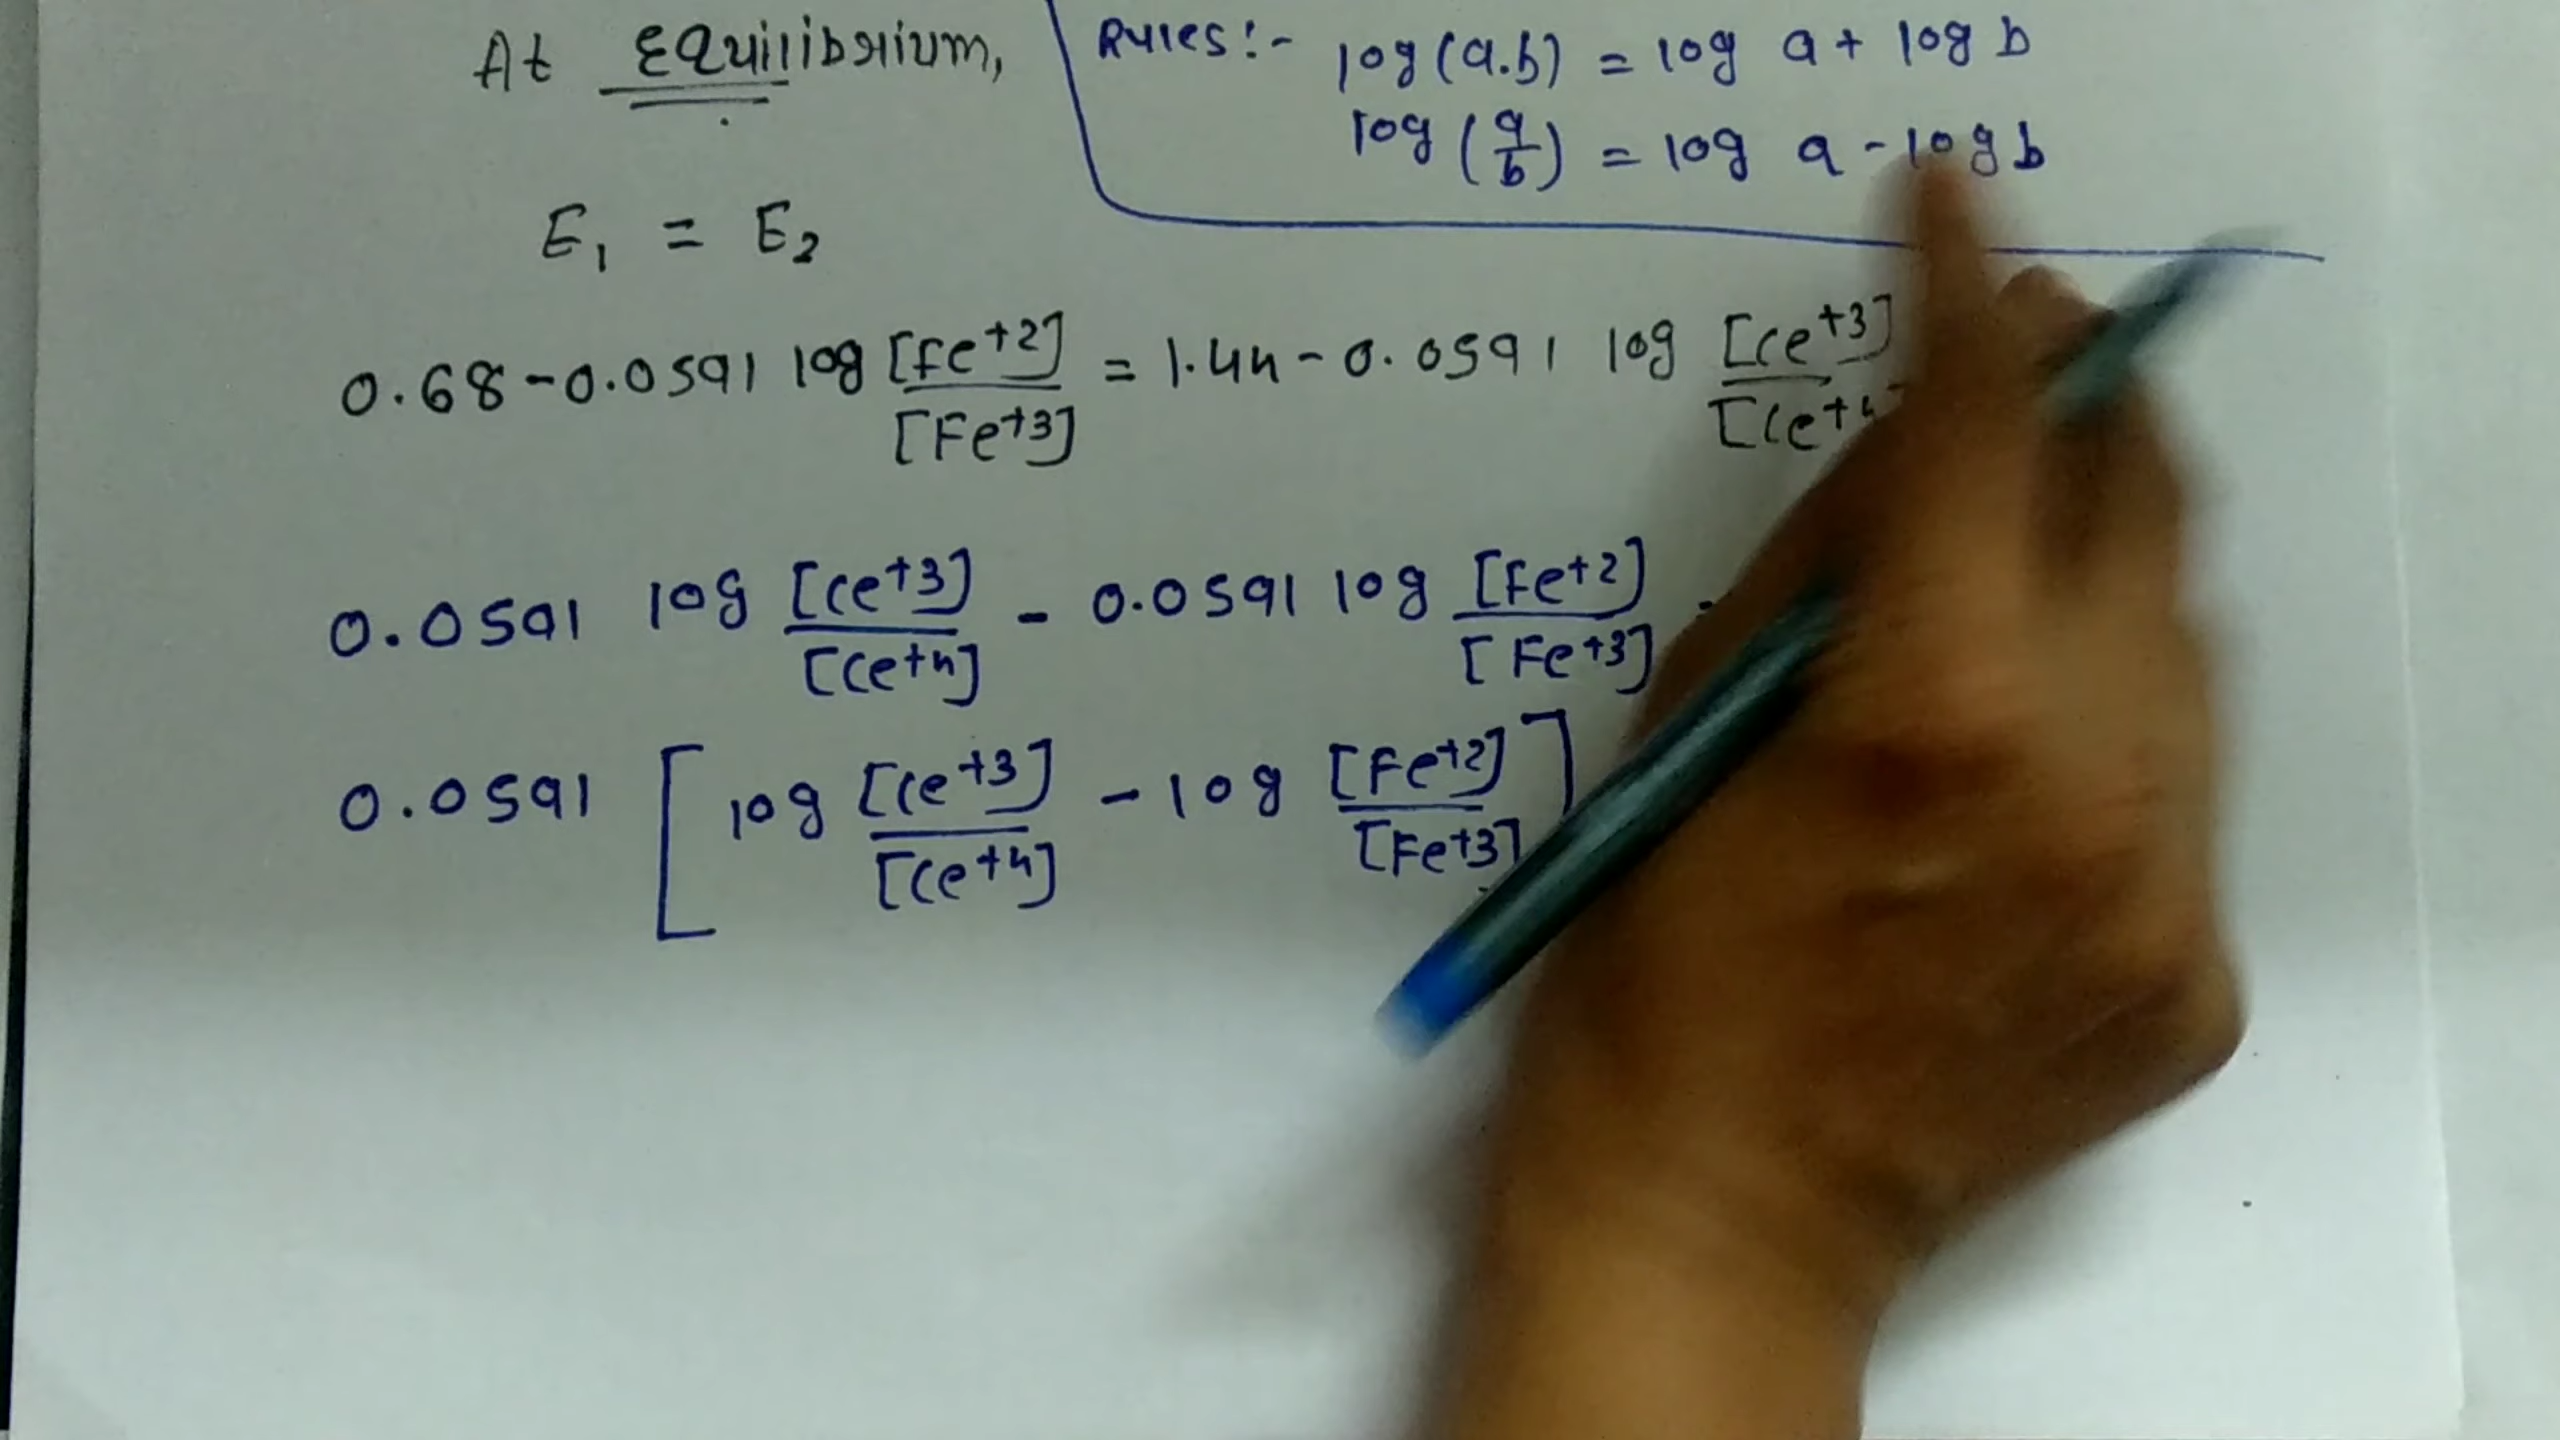 At Equilibrium,
Rules:- log(a.b) = log a + log b
log (a/b) = log a - log b
E₁ = E₂
0.68 - 0.0591 log [Fe+2]/[Fe+3] = 1.44 - 0.0591 log [Ce+3]/[Ce+4
0.0591 log [Ce+3]/[Ce+4] - 0.0591 log [Fe+2]/[Fe+3]
0.0591 [log [Ce+3]/[Ce+4] - log [Fe+2]/[Fe+3]]